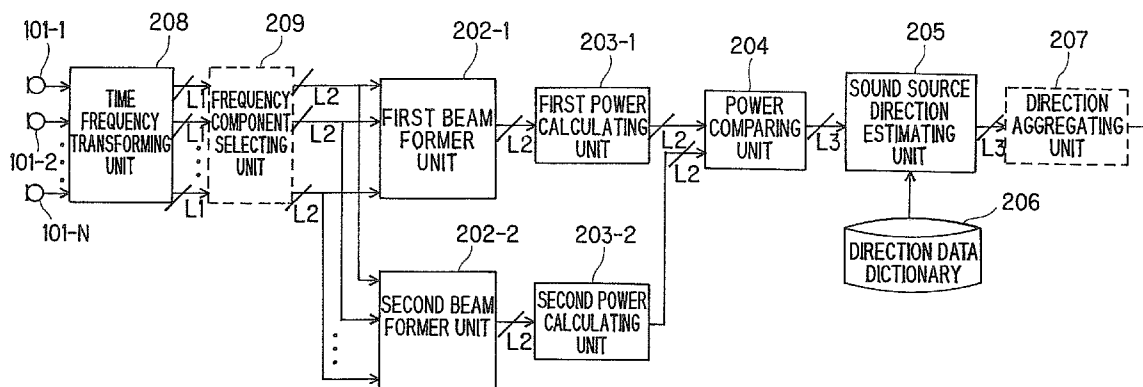 101-1
101-2
101-N
208
TIME
FREQUENCY
TRANSFORMING
UNIT
L1
L1
L1
209
FREQUENCY
COMPONENT
SELECTING
UNIT
L2
L2
L2
202-1
FIRST BEAM
FORMER
UNIT
L2
203-1
FIRST POWER
CALCULATING
UNIT
L2
L2
204
POWER
COMPARING
UNIT
L3
205
SOUND SOURCE
DIRECTION
ESTIMATING
UNIT
L3
207
DIRECTION
AGGREGATING
UNIT
206
DIRECTION DATA
DICTIONARY
202-2
SECOND BEAM
FORMER UNIT
L2
203-2
SECOND POWER
CALCULATING
UNIT